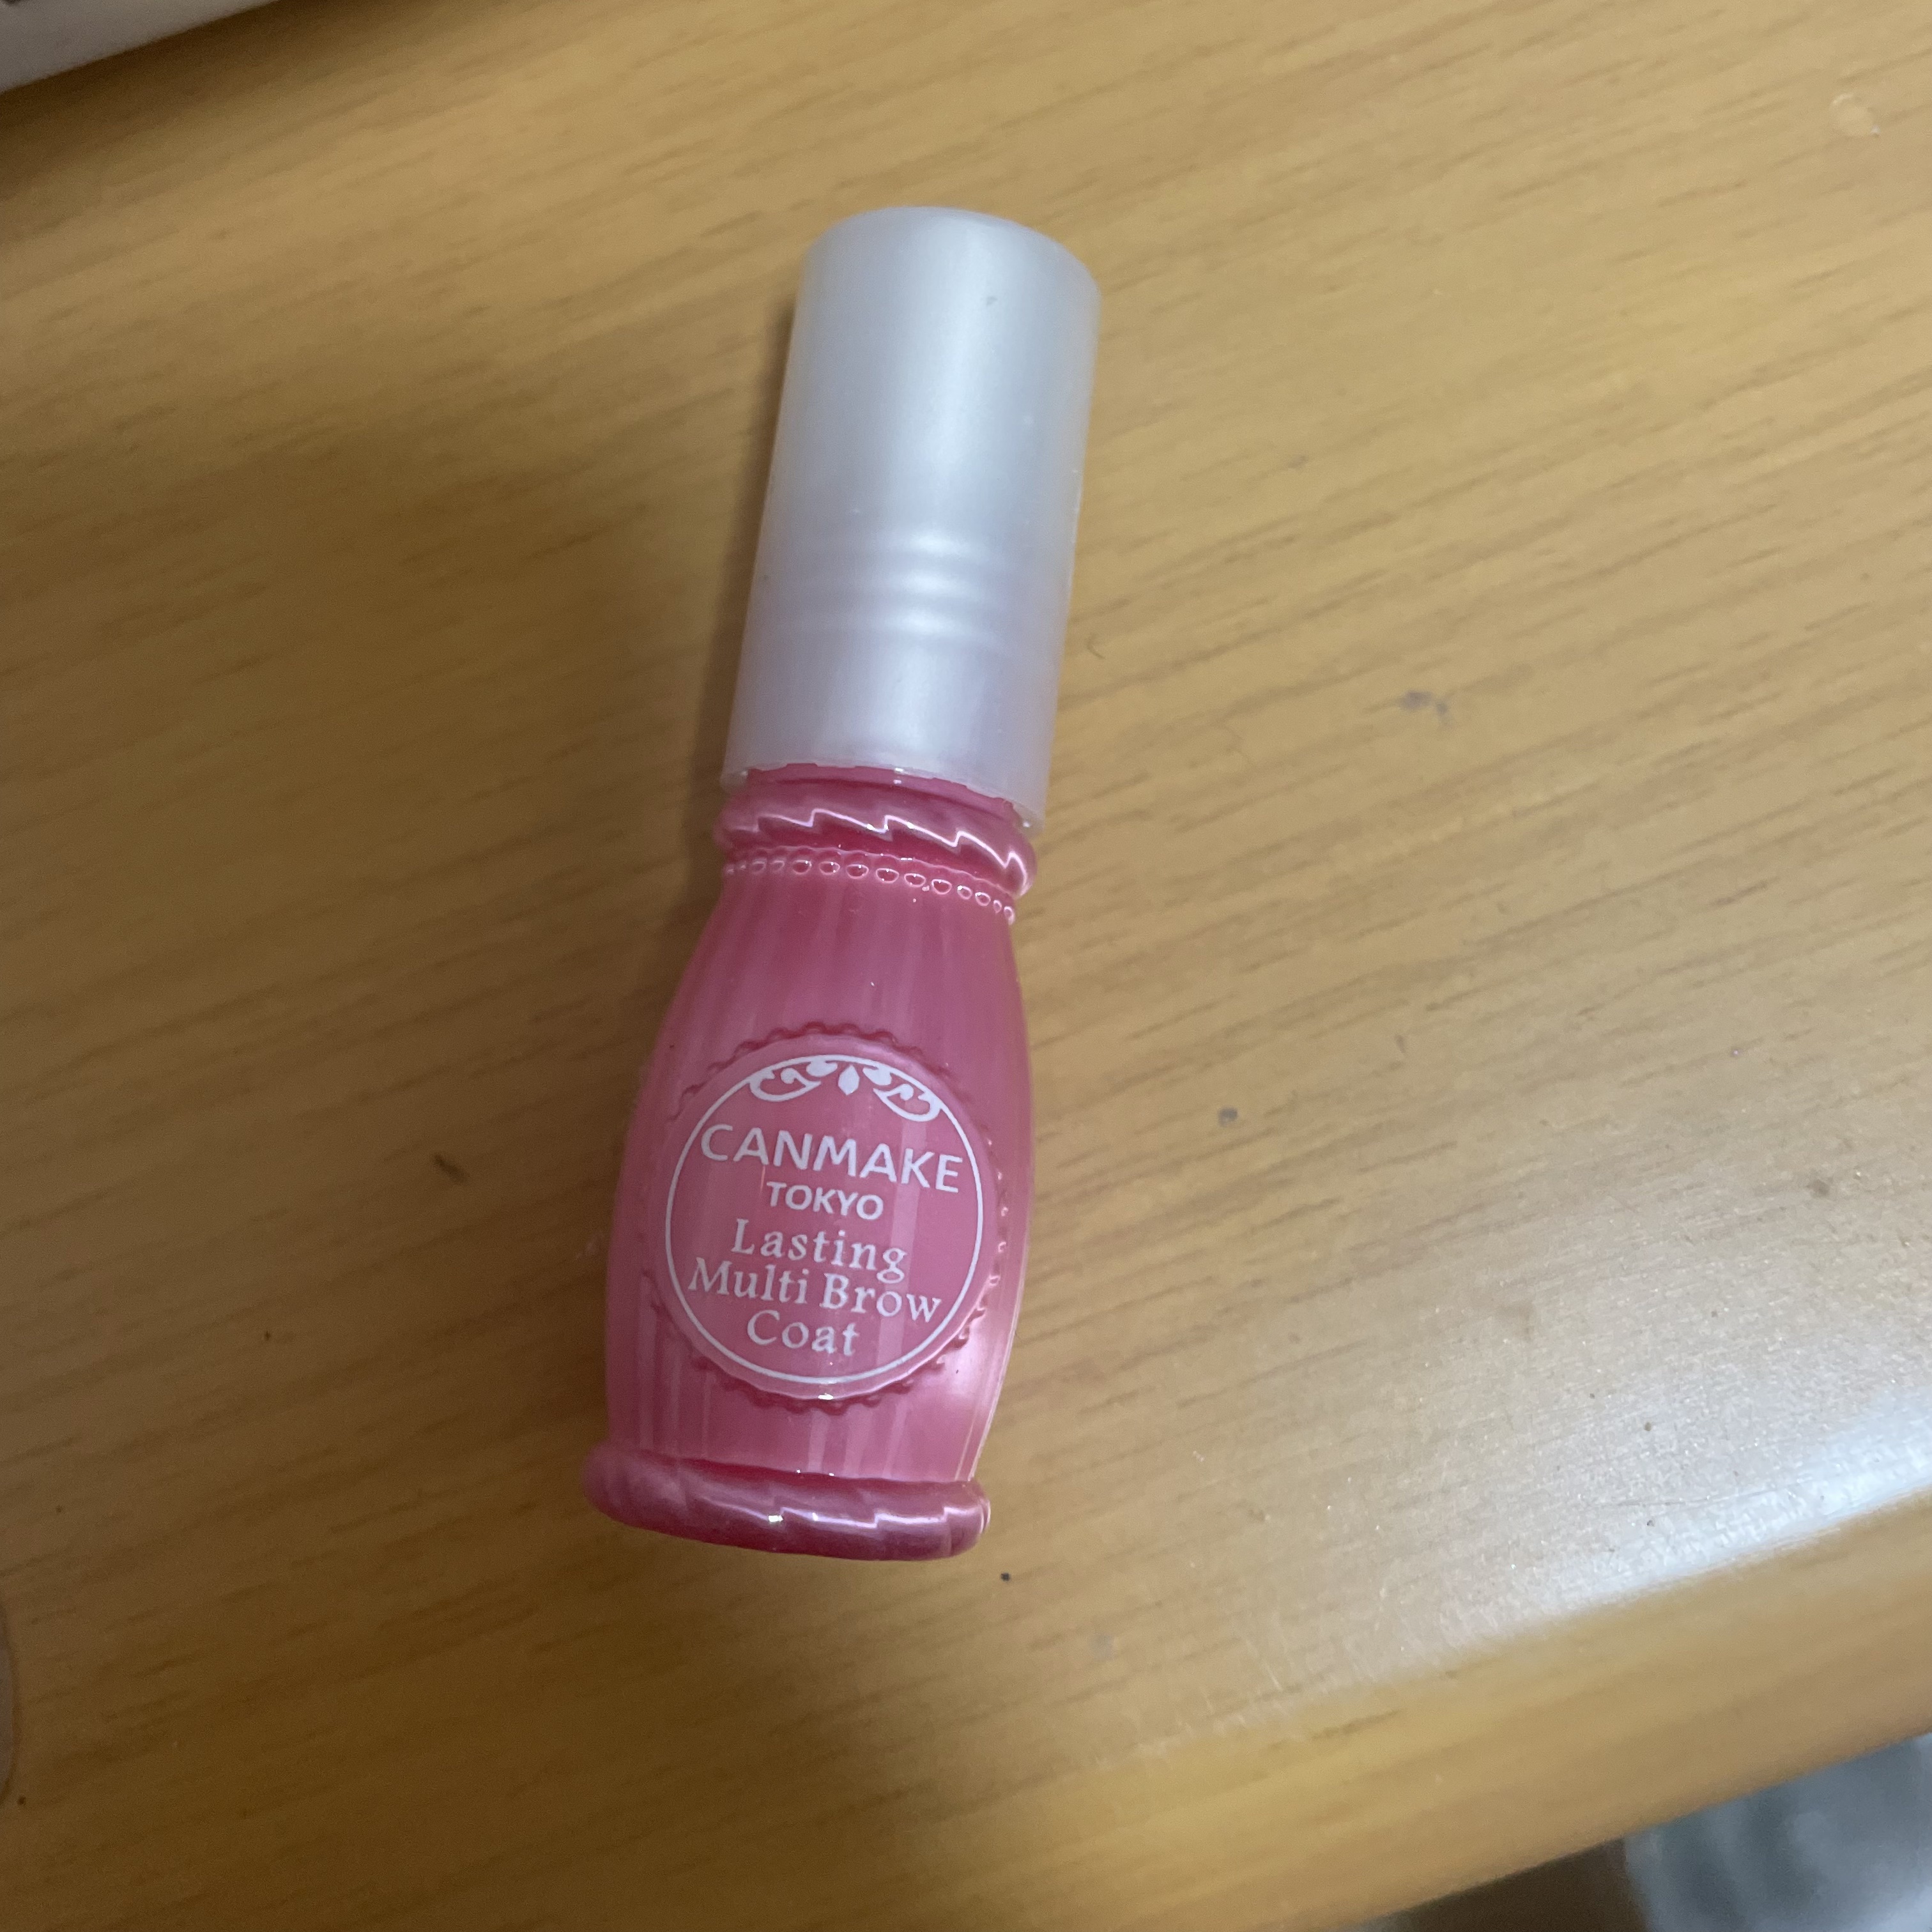 CANMAKE
TOKYO
Lasting
Multi Brow
Coat